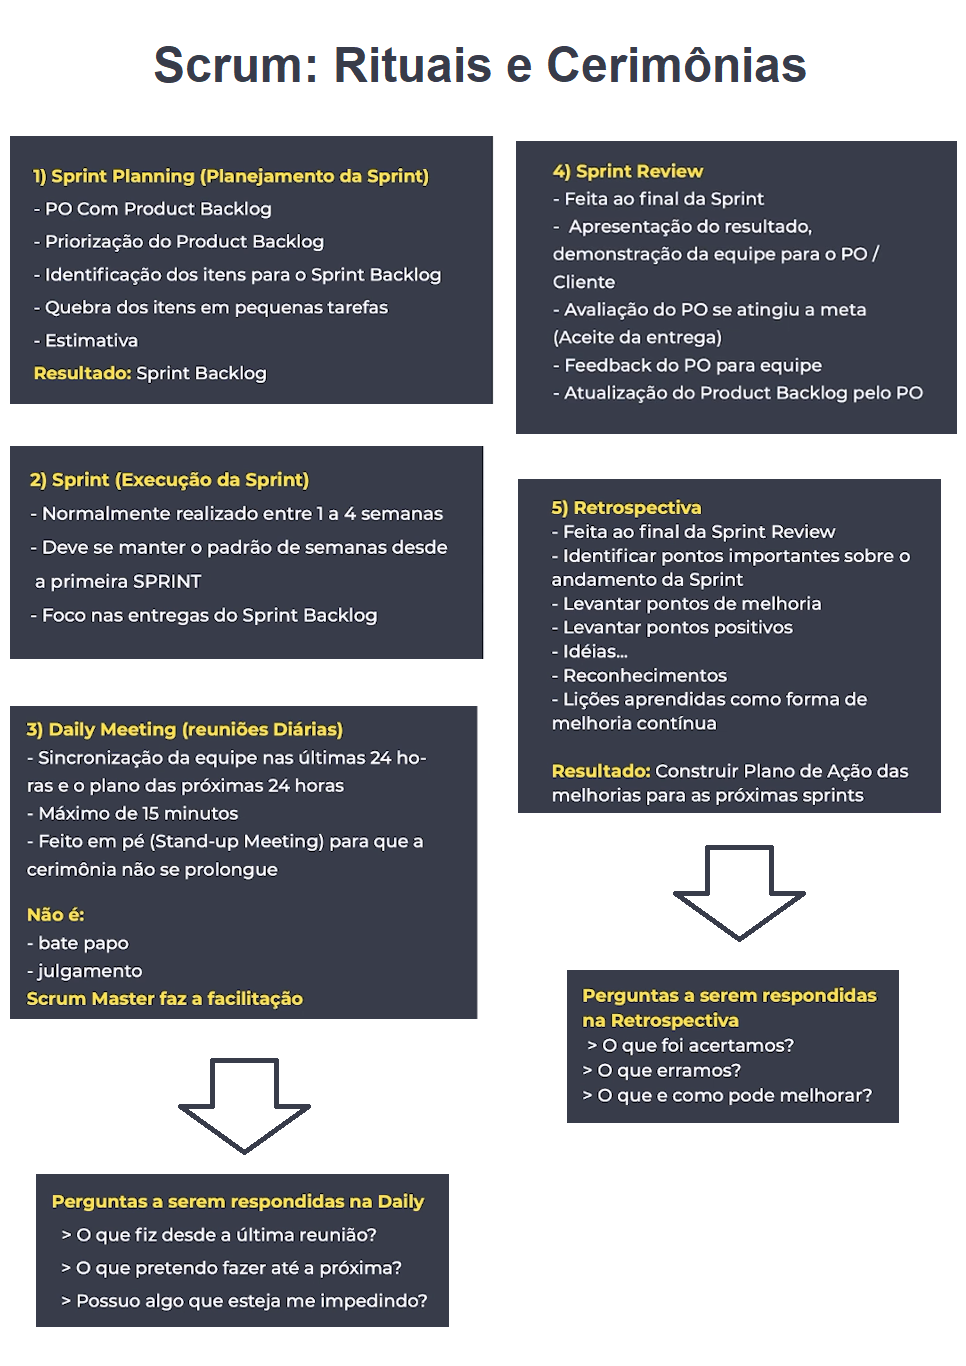 Scrum: Rituais e Cerimônias
1) Sprint Planning (Planejamento da Sprint)
- PO Com Product Backlog
- Priorização do Product Backlog
- Identificação dos itens para o Sprint Backlog
- Quebra dos itens em pequenas tarefas
- Estimativa
Resultado: Sprint Backlog
2) Sprint (Execução da Sprint)
- Normalmente realizado entre 1 a 4 semanas
- Deve se manter o padrão de semanas desde
a primeira SPRINT
- Foco nas entregas do Sprint Backlog
3) Daily Meeting (reuniões Diárias)
- Sincronização da equipe nas últimas 24 ho-
ras e o plano das próximas 24 horas
- Máximo de 15 minutos
- Feito em pé (Stand-up Meeting) para que a
cerimônia não se prolongue
Não é:
- bate papo
- julgamento
Scrum Master faz a facilitação
Perguntas a serem respondidas na Daily
> O que fiz desde a última reunião?
> O que pretendo fazer até a próxima?
> Possuo algo que esteja me impedindo?
4) Sprint Review
- Feita ao final da Sprint
- Apresentação do resultado,
demonstração da equipe para o PO /
Cliente
- Avaliação do PO se atingiu a meta
(Aceite da entrega)
- Feedback do PO para equipe
- Atualização do Product Backlog pelo PO
5) Retrospectiva
- Feita ao final da Sprint Review
- Identificar pontos importantes sobre o
andamento da Sprint
- Levantar pontos de melhoria
- Levantar pontos positivos
- Idéias...
- Reconhecimentos
- Lições aprendidas como forma de
melhoria contínua
Resultado: Construir Plano de Ação das
melhorias para as próximas sprints
Perguntas a serem respondidas
na Retrospectiva
> O que foi acertamos?
> O que erramos?
> O que e como pode melhorar?